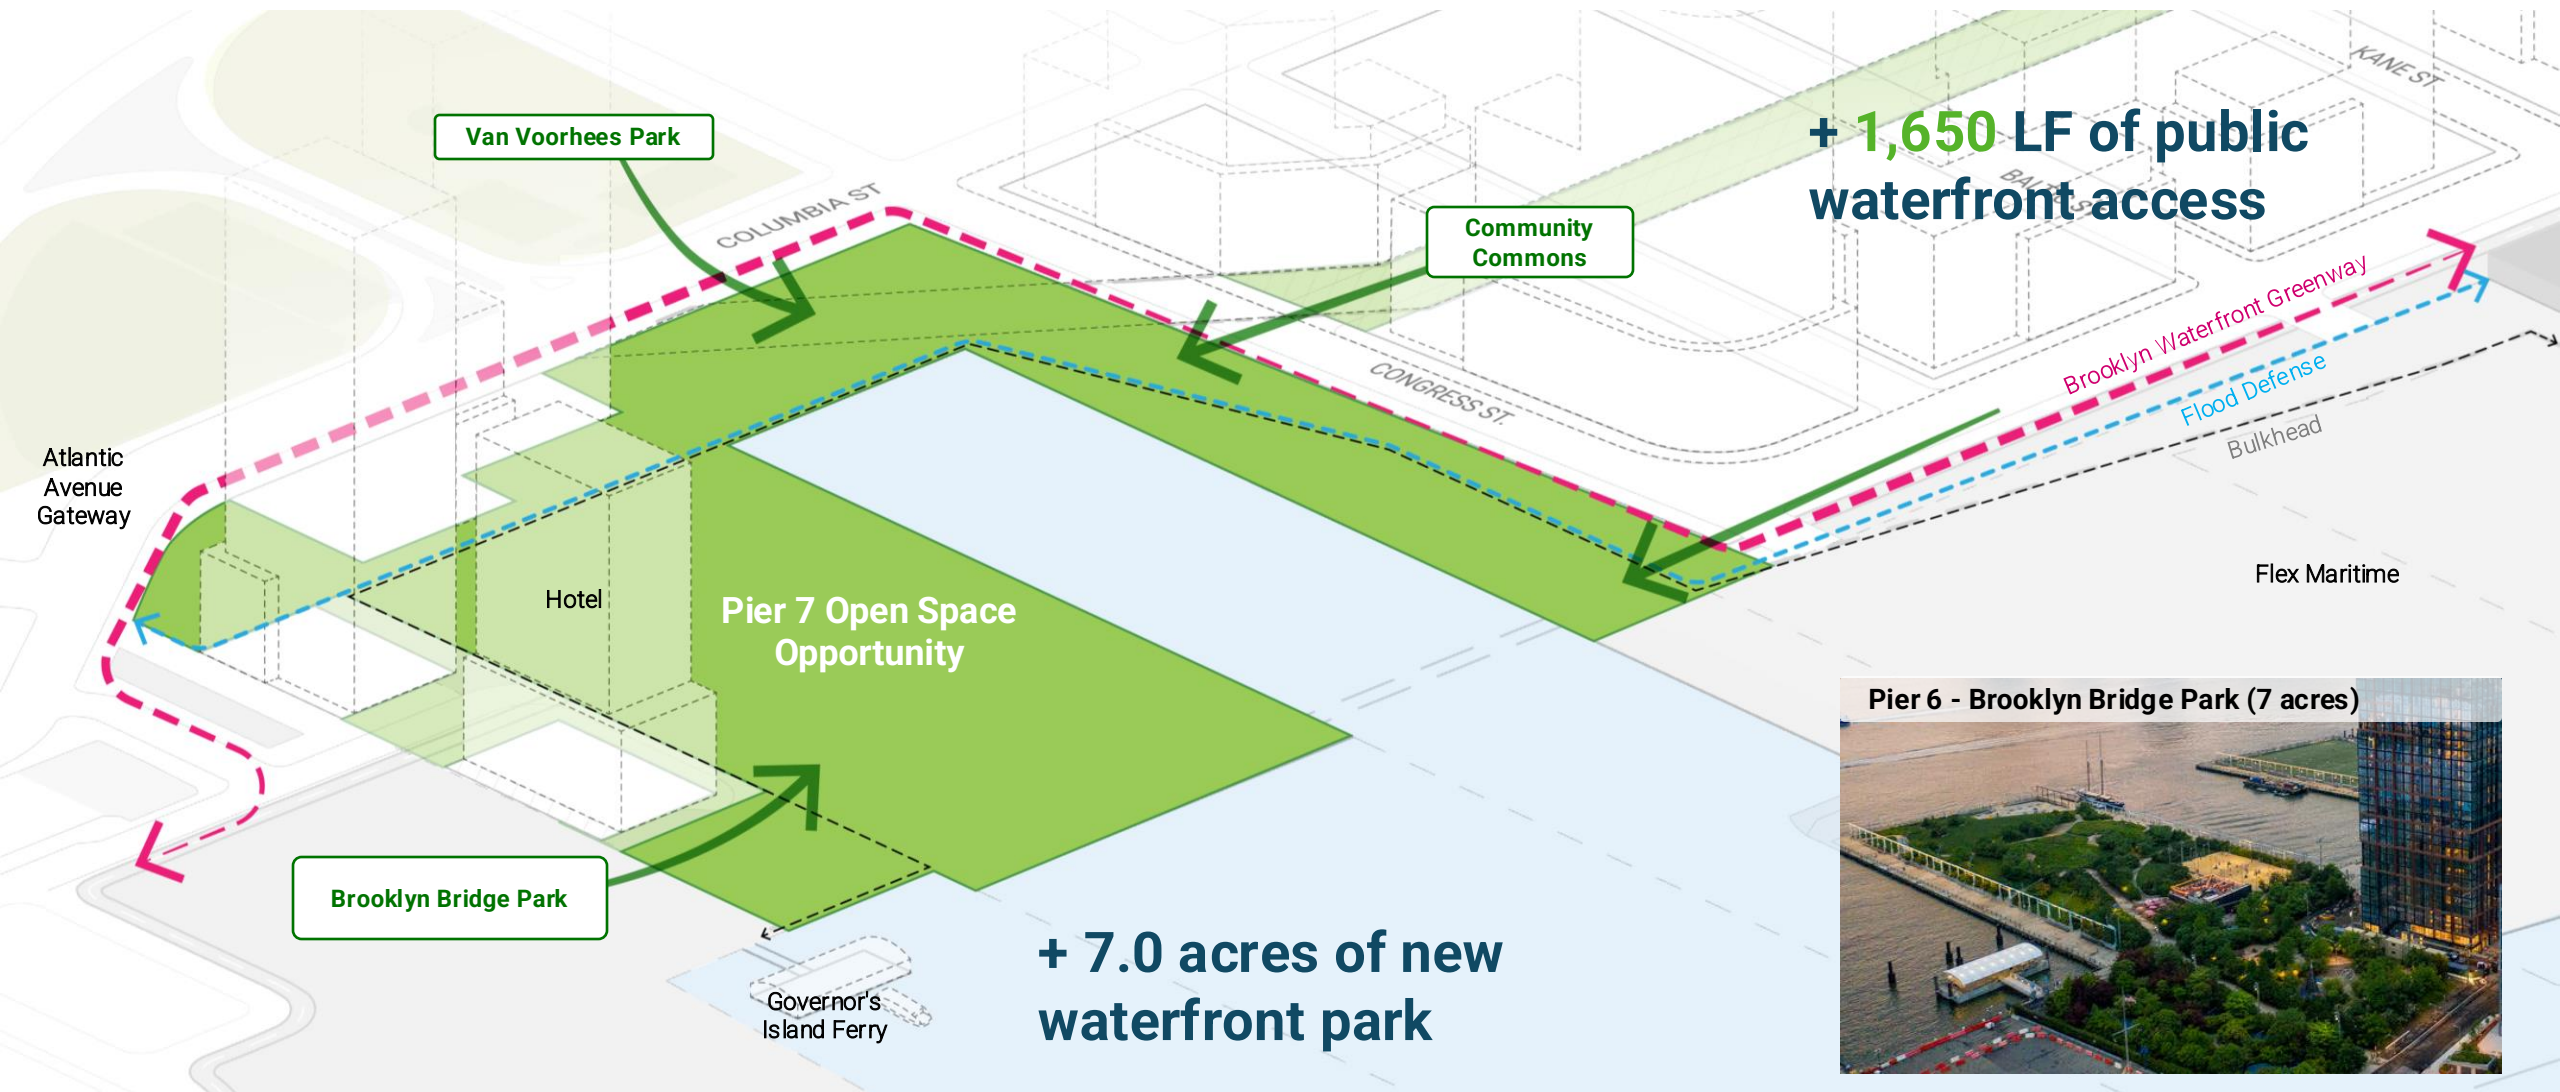 KANE ST
+ 1,650 LF of public
waterfront access
Van Voorhees Park
COLUMBIA ST
Community
Commons
Brooklyn Waterfront Greenway
Flood Defense
Bulkhead
CONGRESS ST.
Atlantic
Avenue
Gateway
Hotel
Flex Maritime
Pier 7 Open Space
Opportunity
Pier 6 - Brooklyn Bridge Park (7 acres)
Brooklyn Bridge Park
+ 7.0 acres of new
waterfront park
Governor's
Island Ferry